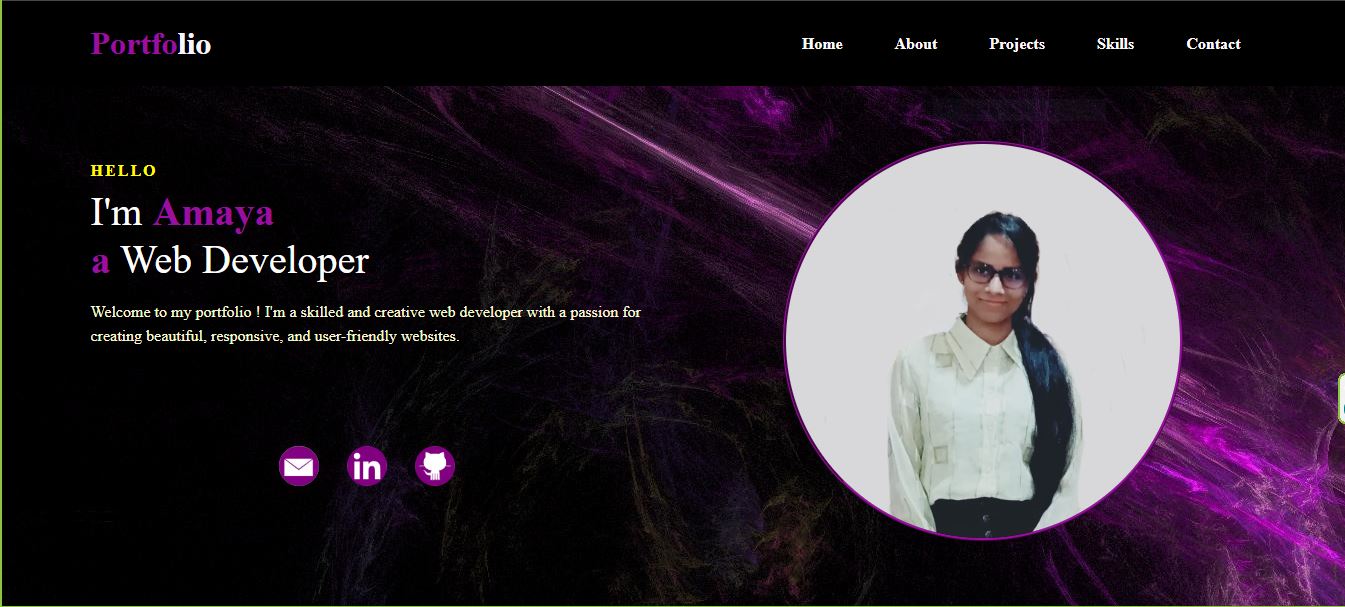 Portfolio
Home About Projects Skills Contact
HELLO
I'm Amaya
a Web Developer
Welcome to my portfolio ! I'm a skilled and creative web developer with a passion for
creating beautiful, responsive, and user-friendly websites.
in